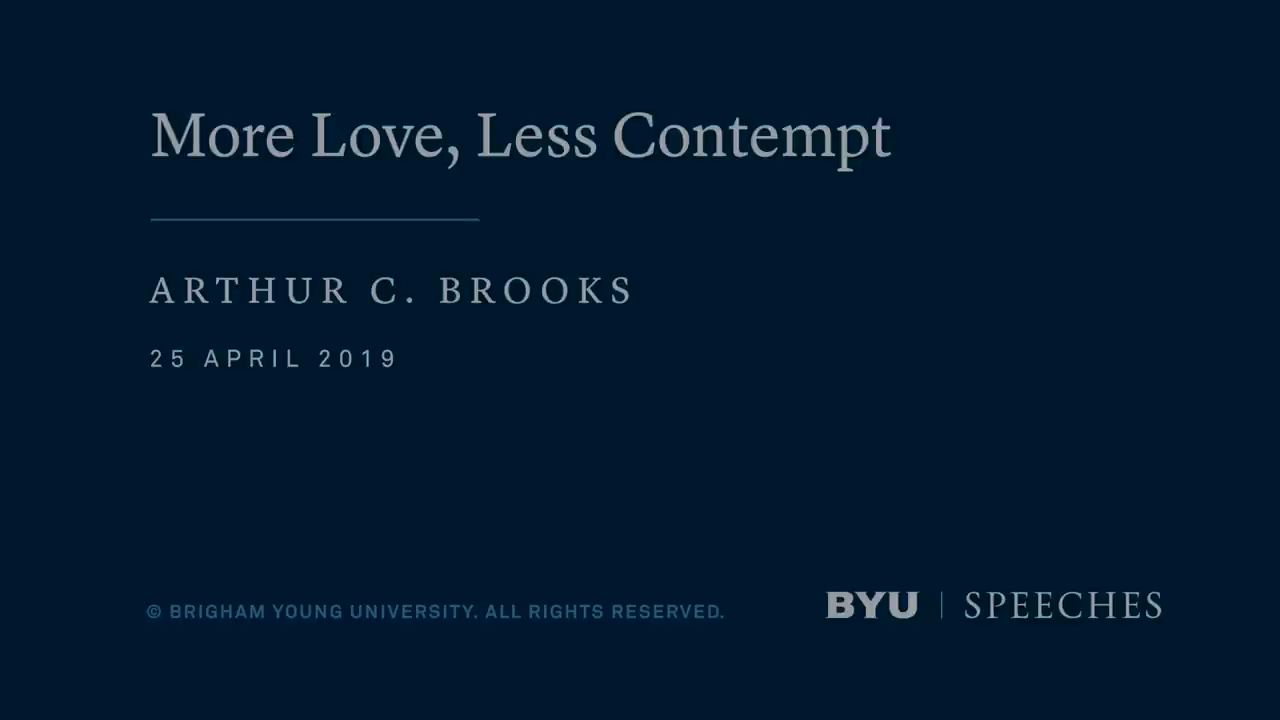 More Love, Less Contempt
ARTHUR C. BROOKS
25 APRIL 2019
© BRIGHAM YOUNG UNIVERSITY. ALL RIGHTS RESERVED.
BYU | SPEECHES